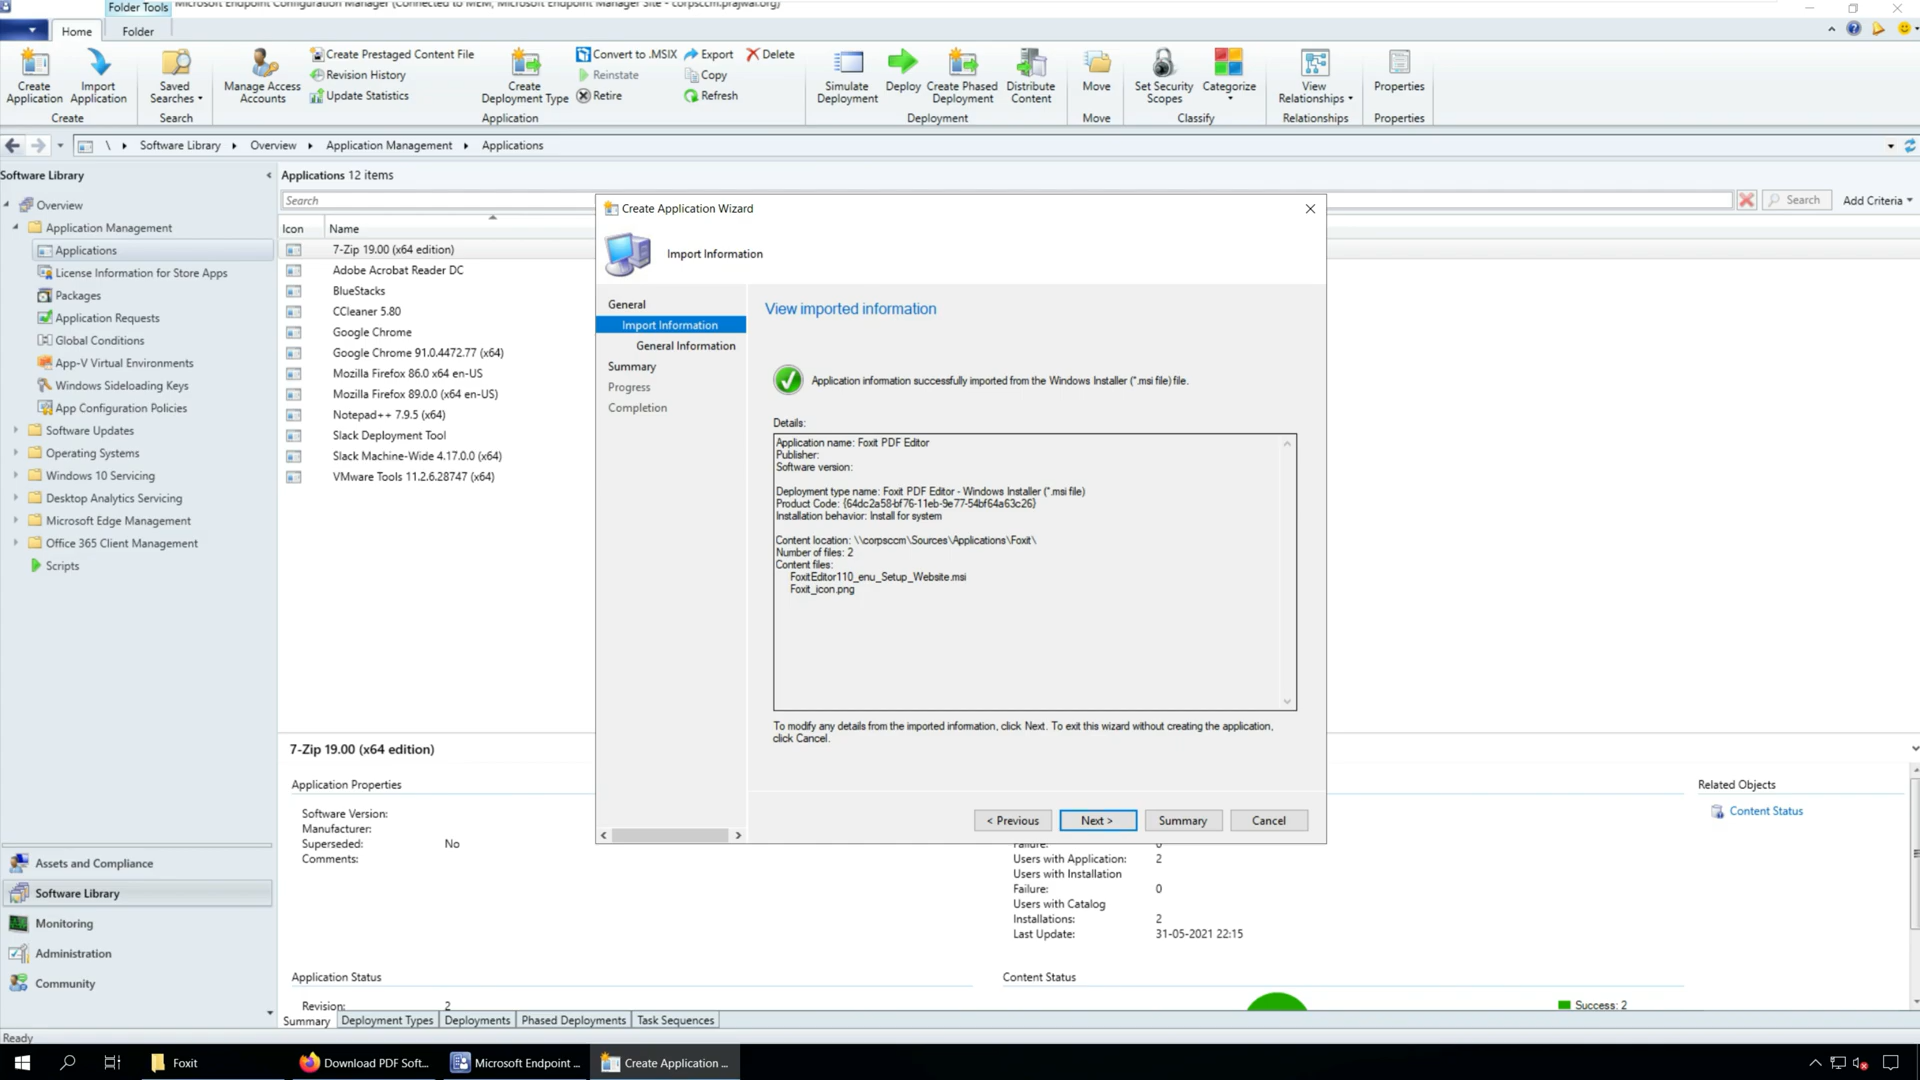 Folder Tools
Microsoft Endpoint Configuration Manager (Connected to MEM, Microsoft Endpoint Manager Site - corpsccm.prajwal.org)
Home
Folder
Create Application
Import Application
Create
Saved Searches
Search
Manage Access Accounts
Create Prestaged Content File
Revision History
Update Statistics
Create Deployment Type
Convert to .MSIX
Reinstate
Retire
Export
Copy
Refresh
Delete
Application
Simulate Deployment
Deploy
Create Phased Deployment
Distribute Content
Deployment
Move
Move
Set Security Scopes
Categorize
Classify
View Relationships
Relationships
Properties
Properties
\ Software Library Overview Application Management Applications
Software Library
Overview
Application Management
Applications
License Information for Store Apps
Packages
Application Requests
Global Conditions
App-V Virtual Environments
Windows Sideloading Keys
App Configuration Policies
Software Updates
Operating Systems
Windows 10 Servicing
Desktop Analytics Servicing
Microsoft Edge Management
Office 365 Client Management
Scripts
Assets and Compliance
Software Library
Monitoring
Administration
Community
Applications 12 items
Search
Search
Add Criteria
Icon Name
7-Zip 19.00 (x64 edition)
Adobe Acrobat Reader DC
BlueStacks
CCleaner 5.80
Google Chrome
Google Chrome 91.0.4472.77 (x64)
Mozilla Firefox 86.0 x64 en-US
Mozilla Firefox 89.0.0 (x64 en-US)
Notepad++ 7.9.5 (x64)
Slack Deployment Tool
Slack Machine-Wide 4.17.0.0 (x64)
VMware Tools 11.2.6.28747 (x64)
Create Application Wizard
Import Information
General
Import Information
General Information
Summary
Progress
Completion
View imported information
Application information successfully imported from the Windows Installer (*.msi file) file.
Details:
Application name: Foxit PDF Editor
Publisher:
Software version:
Deployment type name: Foxit PDF Editor - Windows Installer (*.msi file)
Product Code: {64dc2a58-bf76-11eb-9e77-54bf64a63c26}
Installation behavior: Install for system
Content location: \\corpsccm\Sources\Applications\Foxit\
Number of files: 2
Content files:
FoxitEditor110_enu_Setup_Website.msi
Foxit_icon.png
To modify any details from the imported information, click Next. To exit this wizard without creating the application,
click Cancel.
< Previous
Next >
Summary
Cancel
7-Zip 19.00 (x64 edition)
Application Properties
Software Version:
Manufacturer:
Superseded: No
Comments:
Failure: 0
Users with Application: 2
Users with Installation
Failure: 0
Users with Catalog
Installations: 2
Last Update: 31-05-2021 22:15
Related Objects
Content Status
Application Status
Revision: 2
Content Status
Success: 2
Summary Deployment Types Deployments Phased Deployments Task Sequences
Ready
Foxit
Download PDF Soft...
Microsoft Endpoint ...
Create Application ...